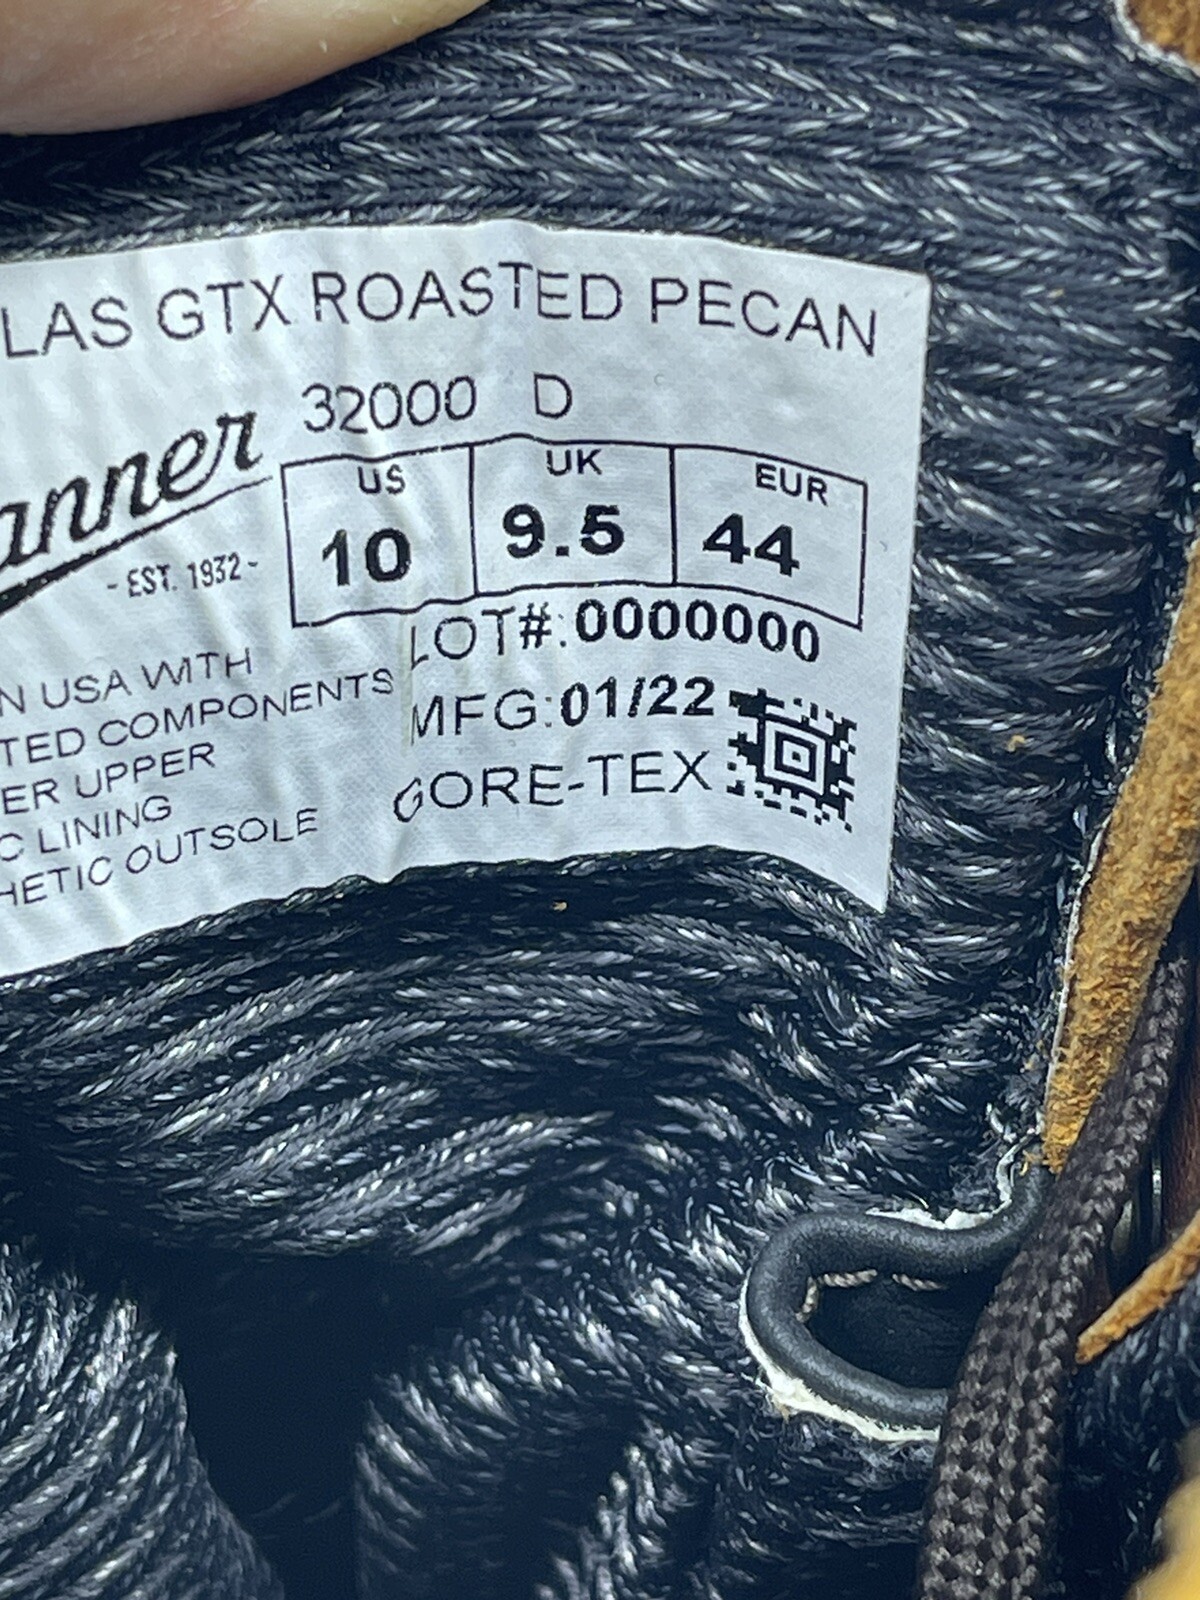 LAS GTX ROASTED PECAN
32000 D
anner
- EST. 1932 -
US UK EUR
10 9.5 44
LOT#:0000000
MFG:01/22
GORE-TEX
N USA WITH
TED COMPONENTS
ER UPPER
C LINING
HETIC OUTSOLE